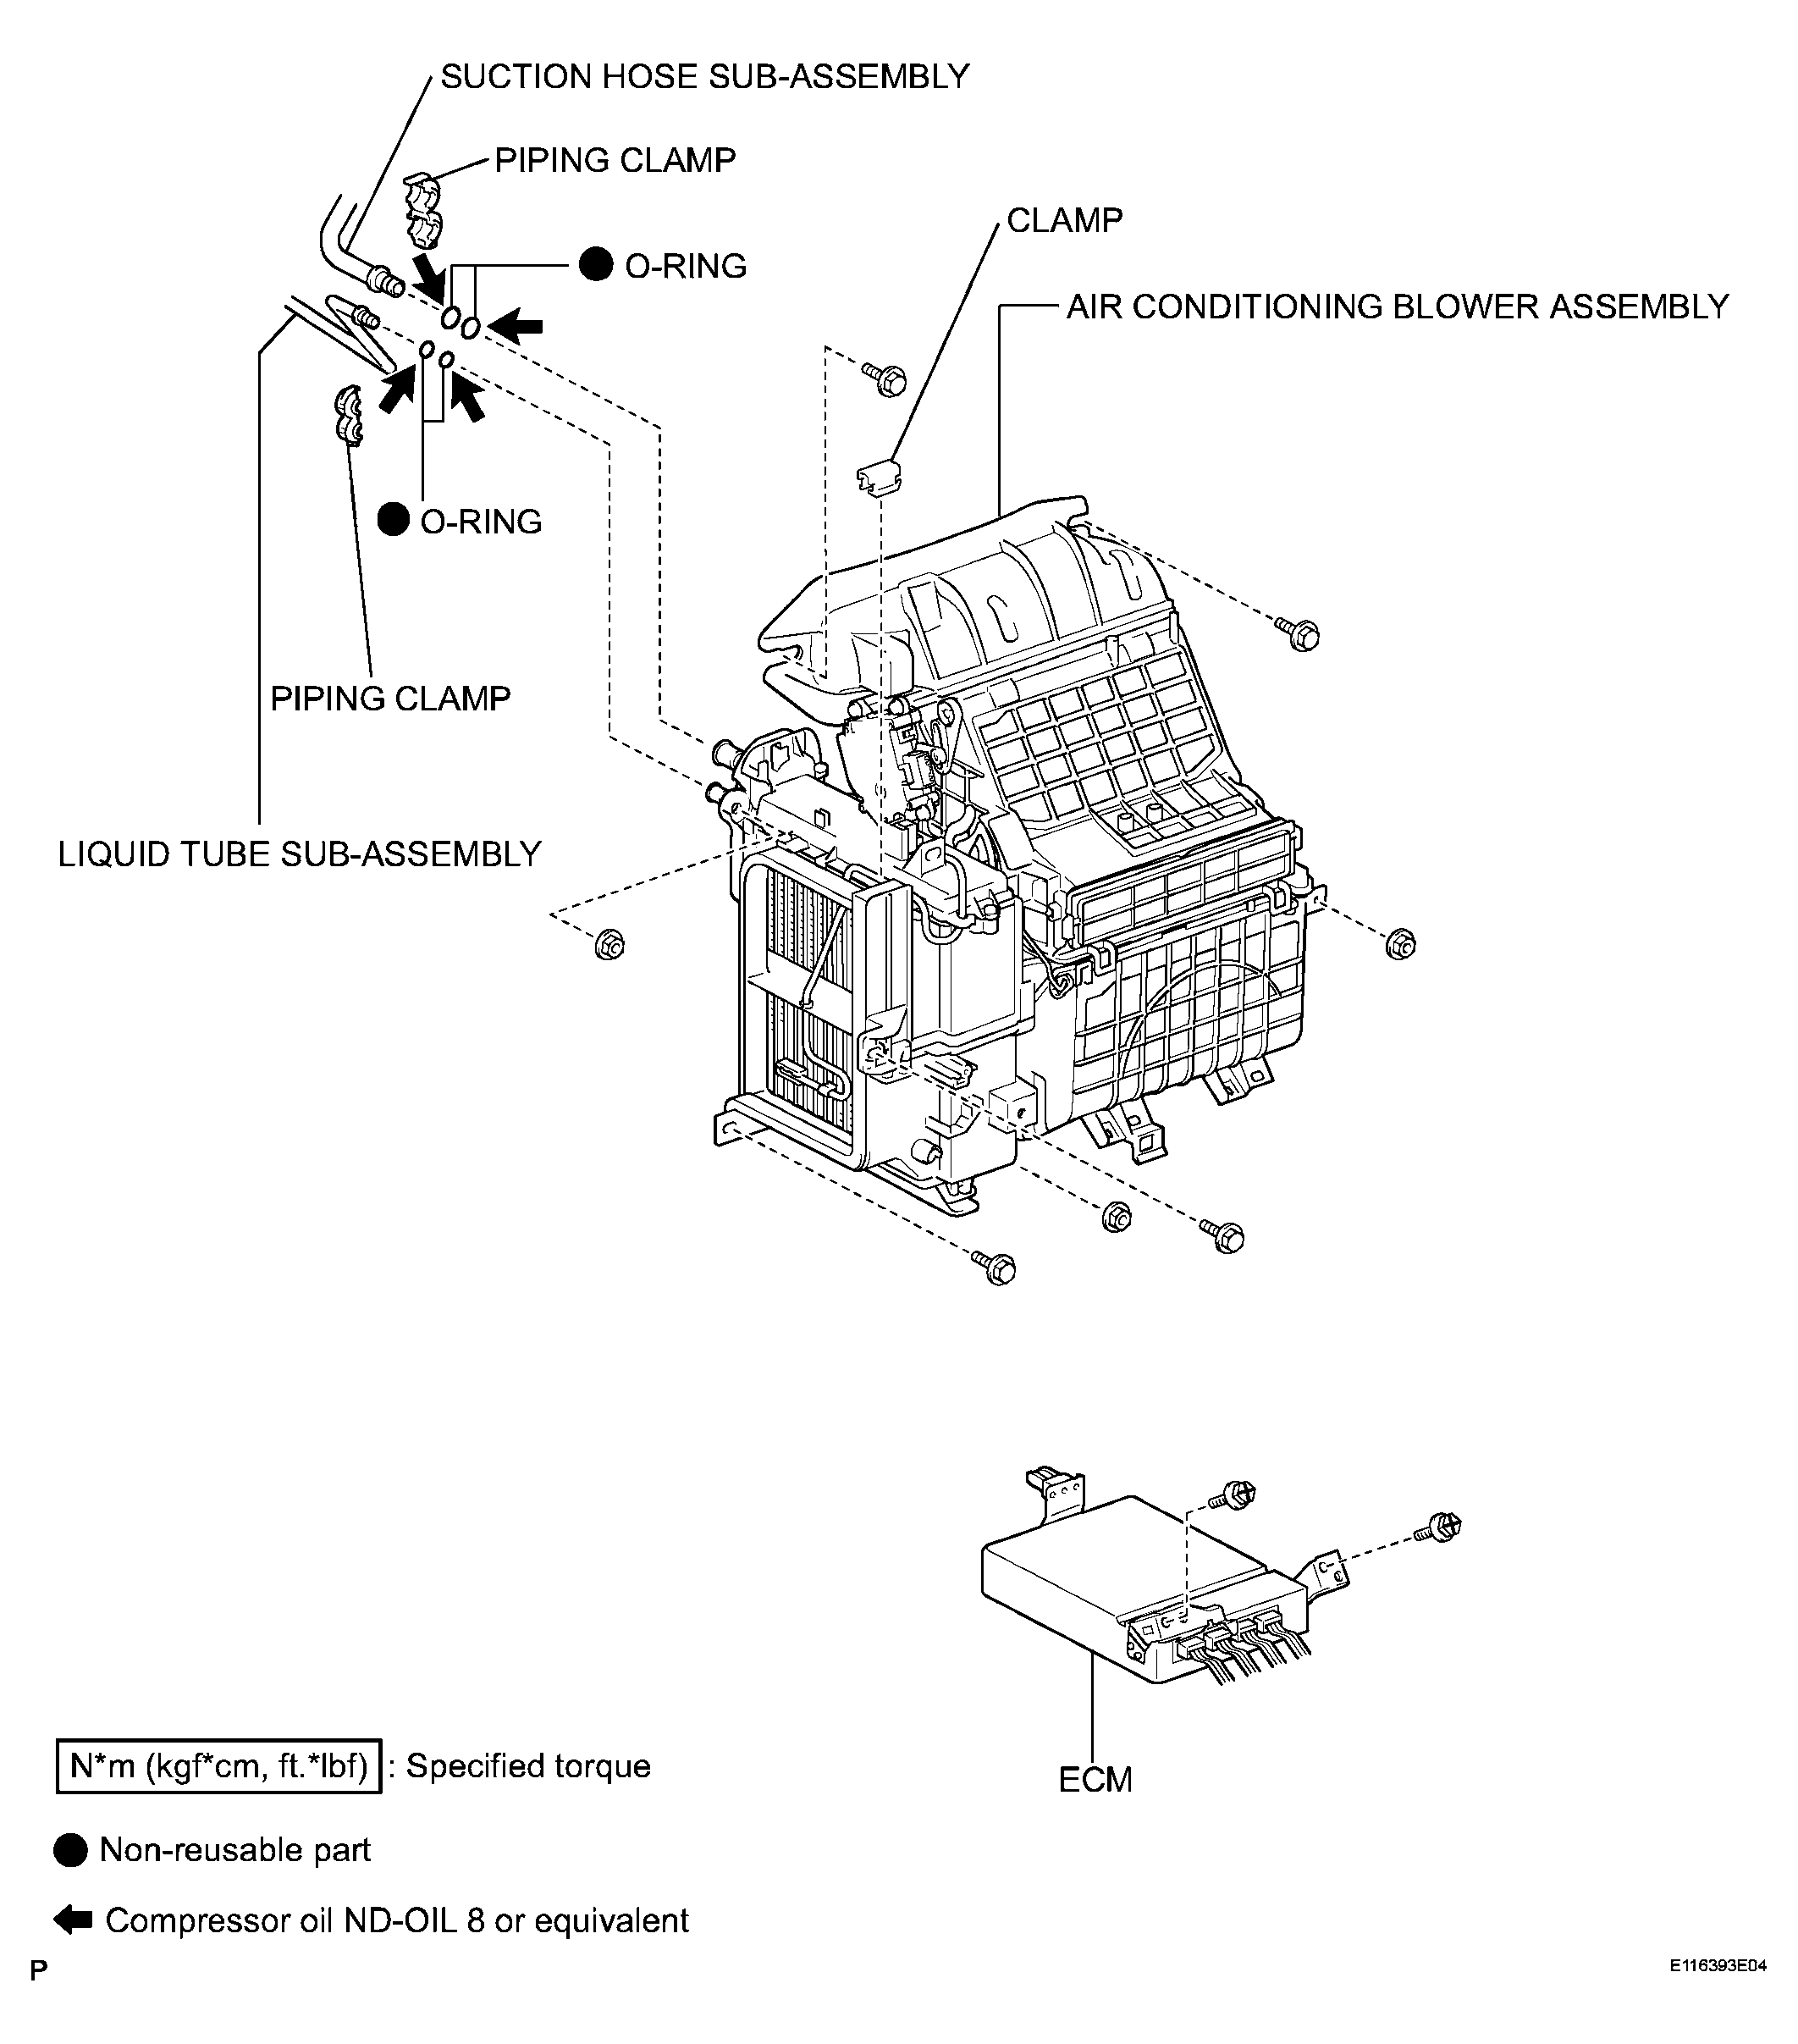 SUCTION HOSE SUB-ASSEMBLY
PIPING CLAMP
CLAMP
O-RING
AIR CONDITIONING BLOWER ASSEMBLY
O-RING
PIPING CLAMP
LIQUID TUBE SUB-ASSEMBLY
ECM
N*m (kgf*cm, ft.*lbf) : Specified torque
Non-reusable part
Compressor oil ND-OIL 8 or equivalent
P
E116393E04